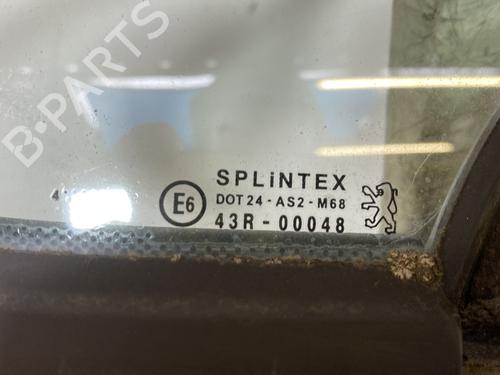 B-PARTS
SPLiNTEX
E6 DOT24-AS2-M68
43R-00048